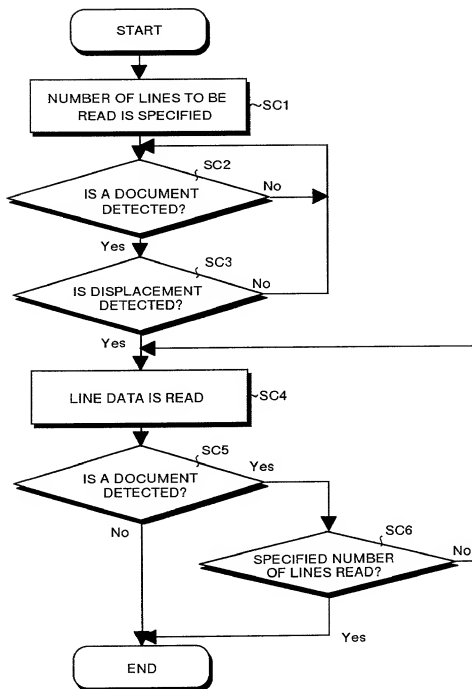 START
NUMBER OF LINES TO BE
READ IS SPECIFIED
SC1
SC2
IS A DOCUMENT
DETECTED?
No
Yes
SC3
IS DISPLACEMENT
DETECTED?
No
Yes
LINE DATA IS READ
SC4
SC5
IS A DOCUMENT
DETECTED?
Yes
No
SC6
SPECIFIED NUMBER
OF LINES READ?
No
Yes
END